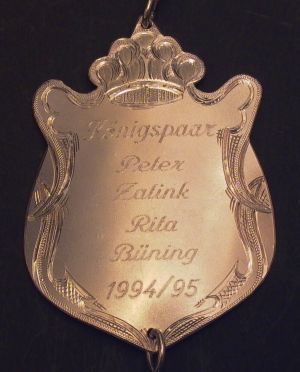 Königspaar
Peter
Zalink
Rita
Büning
1994/95